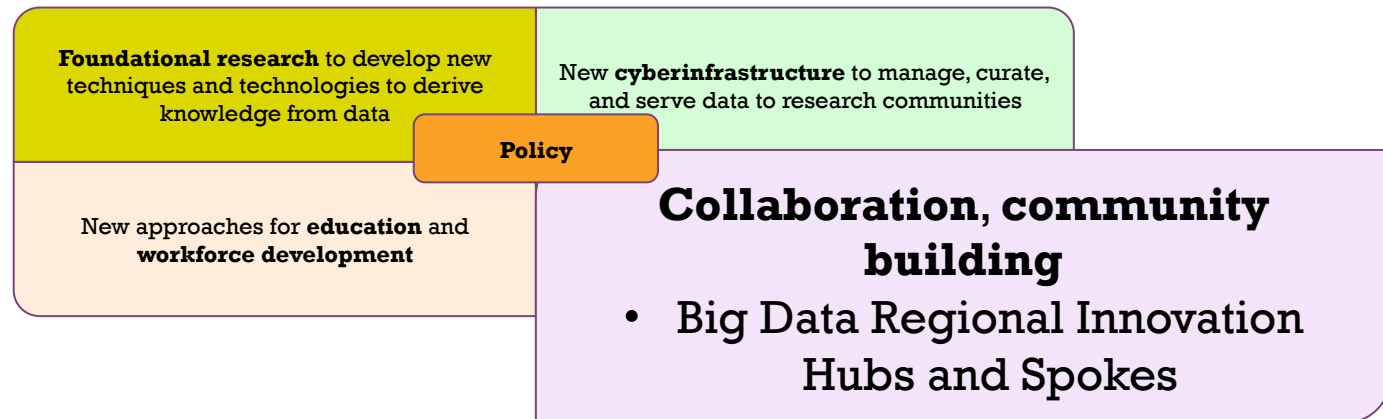 Foundational research to develop new
techniques and technologies to derive
knowledge from data
New cyberinfrastructure to manage, curate,
and serve data to research communities
Policy
New approaches for education and
workforce development
Collaboration, community
building
• Big Data Regional Innovation
Hubs and Spokes